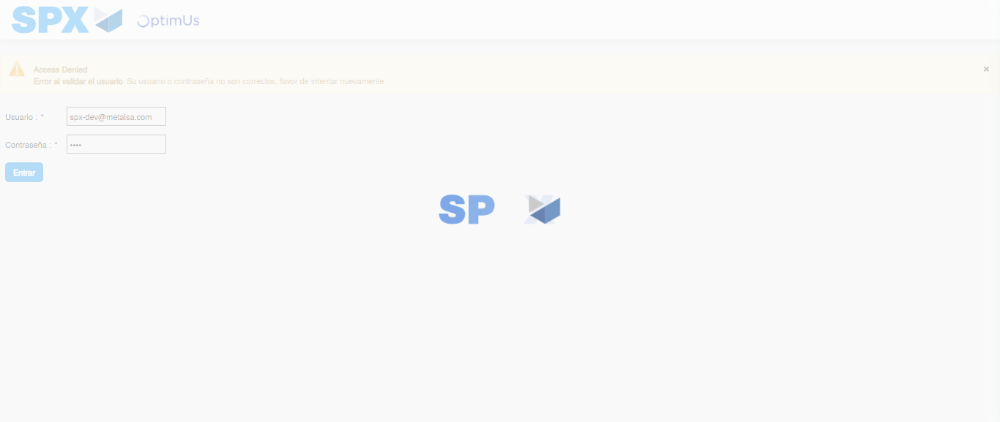 SPX OptimUs
Access Denied
Error al validar el usuario Su usuario o contraseña no son correctos, favor de intentar nuevamente
Usuario : * spx-dev@metalsa.com
Contraseña : * ••••
Entrar
SPX